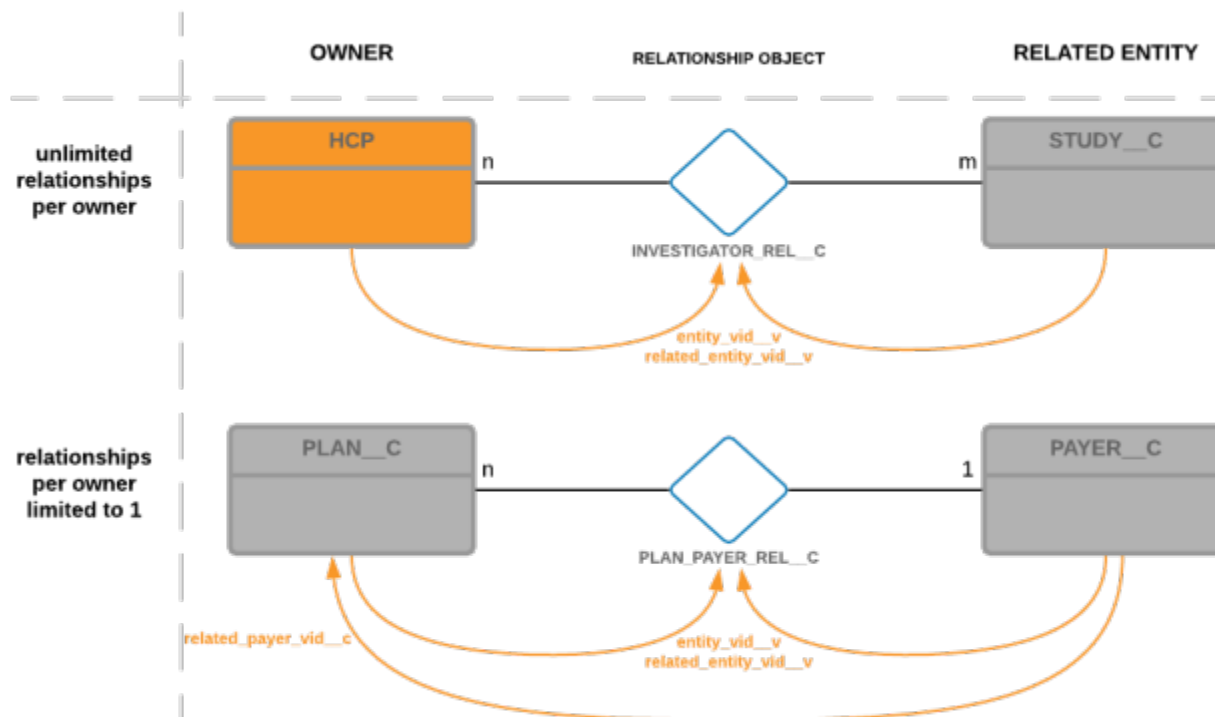 OWNER
RELATIONSHIP OBJECT
RELATED ENTITY
unlimited
relationships
per owner
HCP
n
m
STUDY__C
INVESTIGATOR_REL__C
entity_vid__v
related_entity_vid__v
relationships
per owner
limited to 1
PLAN__C
n
1
PAYER__C
PLAN_PAYER_REL__C
related_payer_vid__c
entity_vid__v
related_entity_vid__v